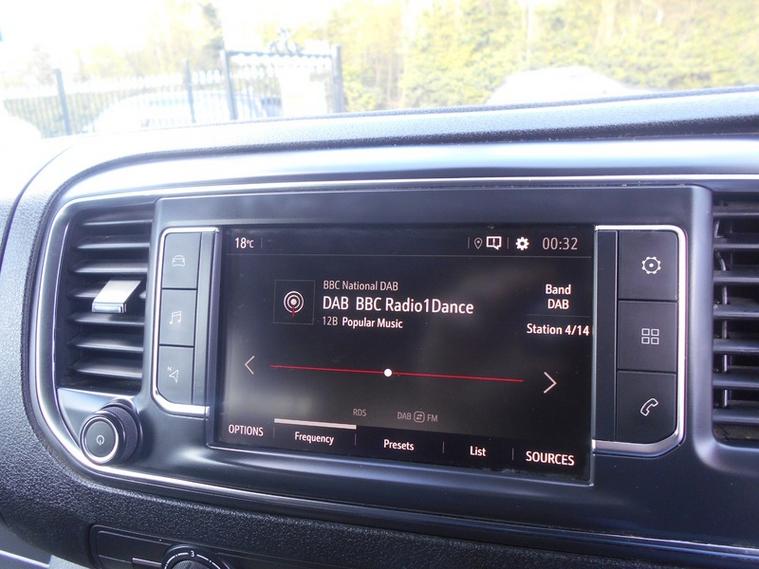 18°C
00:32
BBC National DAB
DAB BBC Radio1Dance
12B Popular Music
Band
DAB
Station 4/14
RDS
DAB FM
OPTIONS
Frequency
Presets
List
SOURCES
N
3